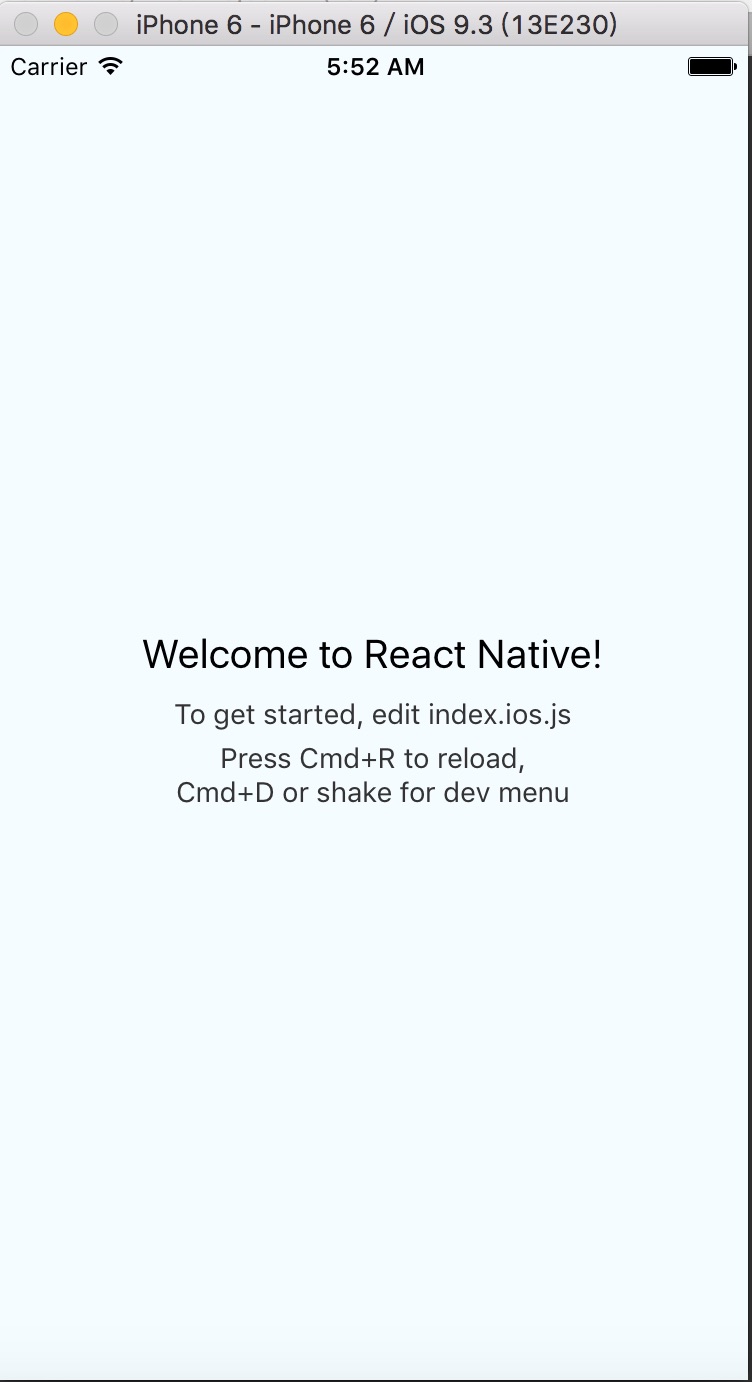 iPhone 6 - iPhone 6 / iOS 9.3 (13E230)
Carrier 5:52 AM
Welcome to React Native!
To get started, edit index.ios.js
Press Cmd+R to reload,
Cmd+D or shake for dev menu